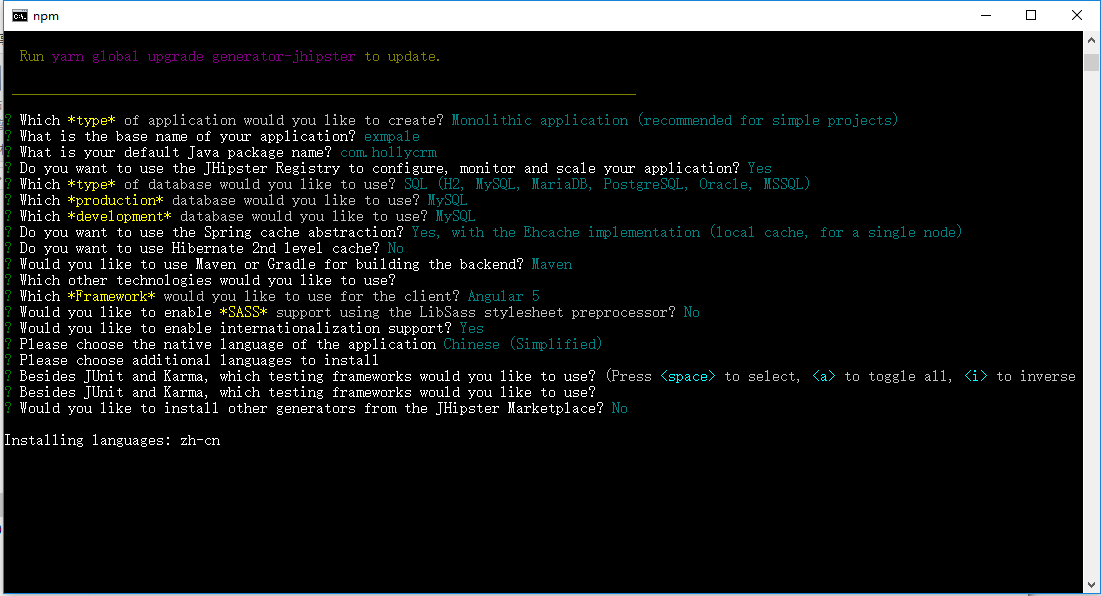 npm
Run yarn global upgrade generator-jhipster to update.
? Which *type* of application would you like to create? Monolithic application (recommended for simple projects)
? What is the base name of your application? exmpale
? What is your default Java package name? com.hollycrm
? Do you want to use the JHipster Registry to configure, monitor and scale your application? Yes
? Which *type* of database would you like to use? SQL (H2, MySQL, MariaDB, PostgreSQL, Oracle, MSSQL)
? Which *production* database would you like to use? MySQL
? Which *development* database would you like to use? MySQL
? Do you want to use the Spring cache abstraction? Yes, with the Ehcache implementation (local cache, for a single node)
? Do you want to use Hibernate 2nd level cache? No
? Would you like to use Maven or Gradle for building the backend? Maven
? Which other technologies would you like to use?
? Which *Framework* would you like to use for the client? Angular 5
? Would you like to enable *SASS* support using the LibSass stylesheet preprocessor? No
? Would you like to enable internationalization support? Yes
? Please choose the native language of the application Chinese (Simplified)
? Please choose additional languages to install
? Besides JUnit and Karma, which testing frameworks would you like to use? (Press <space> to select, <a> to toggle all, <i> to inverse
? Besides JUnit and Karma, which testing frameworks would you like to use?
? Would you like to install other generators from the JHipster Marketplace? No
Installing languages: zh-cn